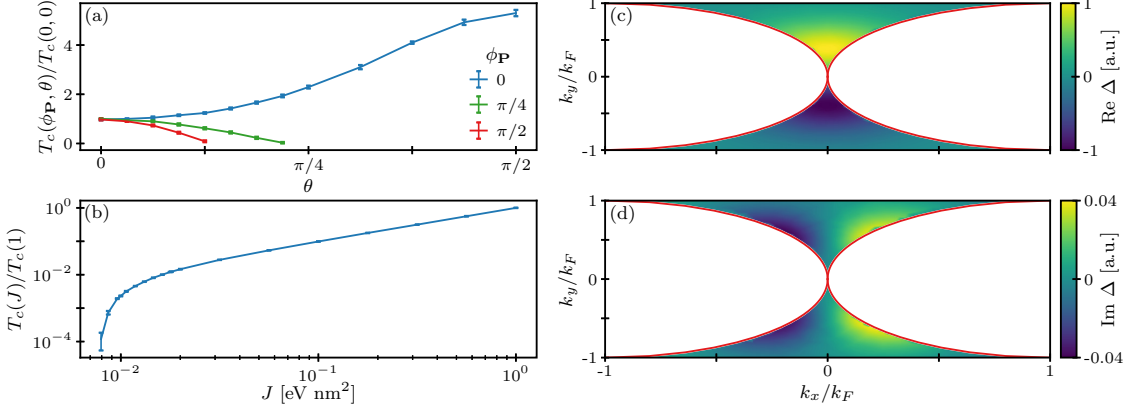 (a)
T_c(ϕ_P, θ)/T_c(0, 0)
4
2
0
ϕ_P
0
π/4
π/2
0
π/4
π/2
θ
(b)
T_c(J)/T_c(1)
10^0
10^−2
10^−4
10^−2
10^−1
10^0
J [eV nm^2]
(c)
k_y/k_F
1
0
-1
-1
0
1
1
0
-1
Re Δ [a.u.]
(d)
k_y/k_F
1
0
-1
-1
0
1
k_x/k_F
0.04
0
-0.04
Im Δ [a.u.]